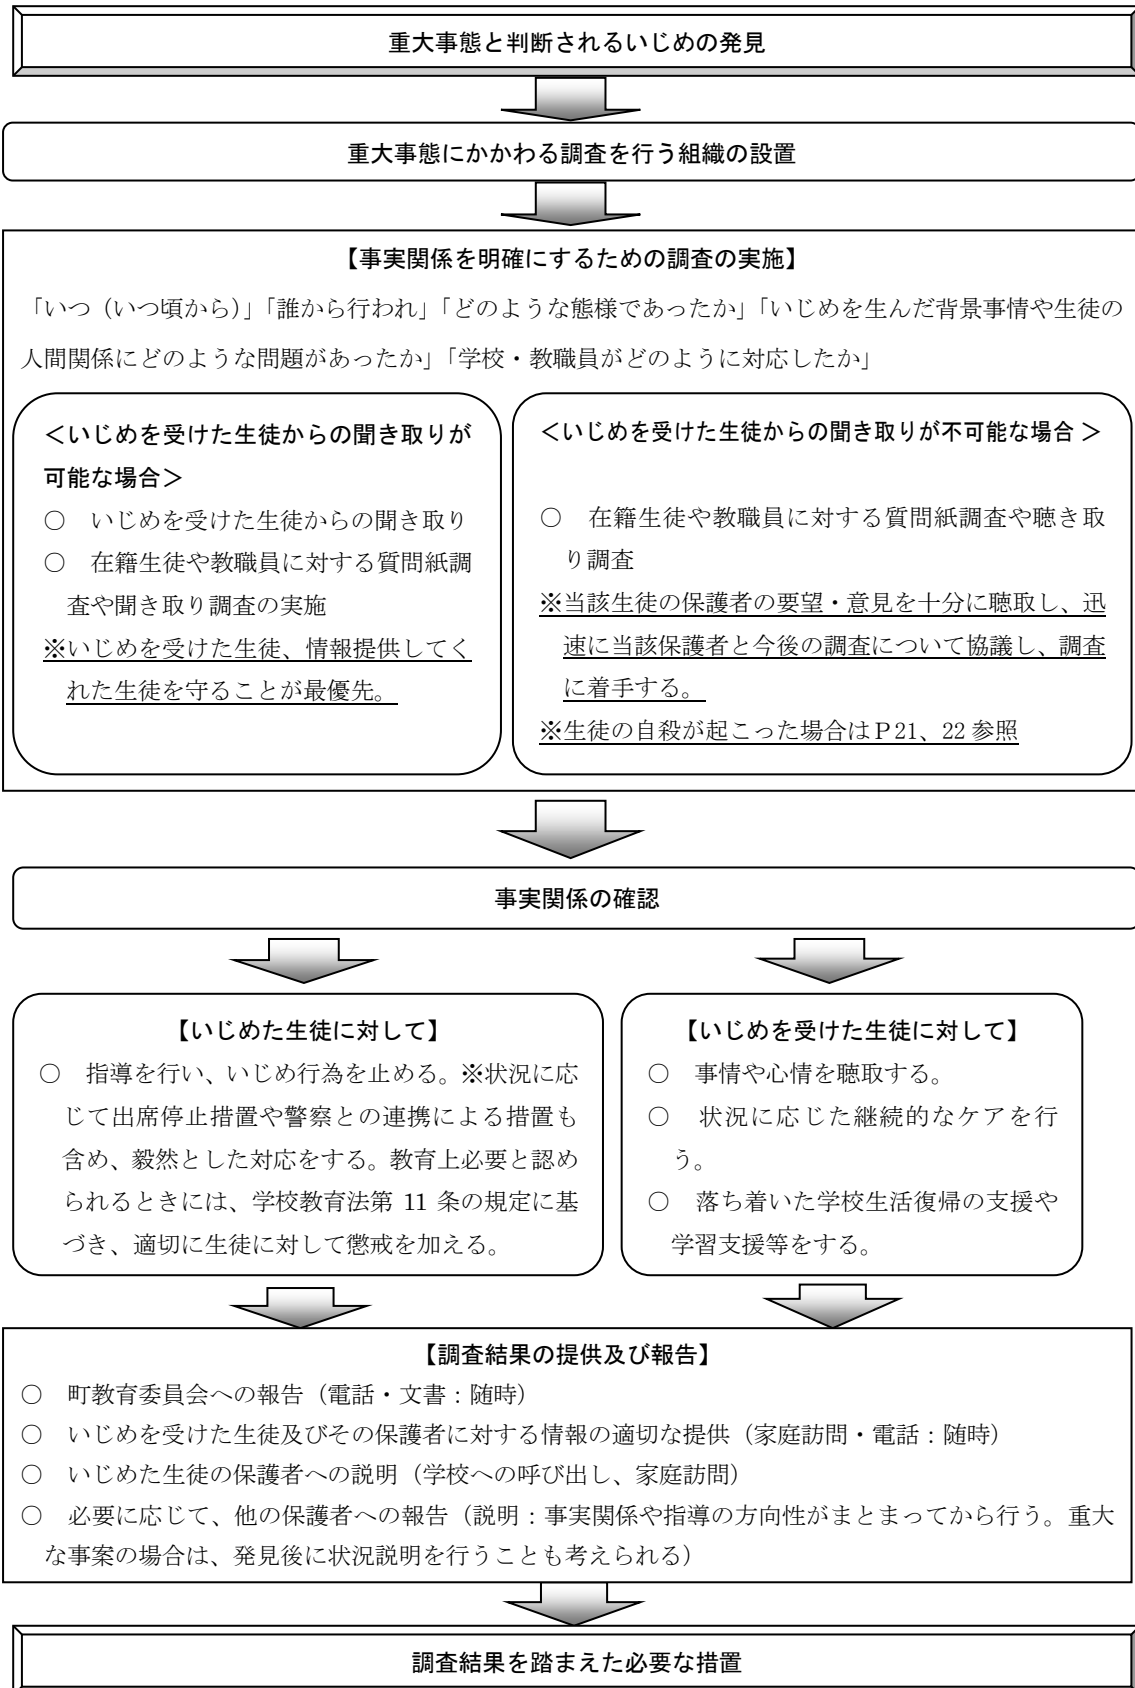 重大事態と判断されるいじめの発見
重大事態にかかわる調査を行う組織の設置
【事実関係を明確にするための調査の実施】
「いつ（いつ頃から）」「誰から行われ」「どのような態様であったか」「いじめを生んだ背景事情や生徒の
人間関係にどのような問題があったか」「学校・教職員がどのように対応したか」
＜いじめを受けた生徒からの聞き取りが
可能な場合＞
○　いじめを受けた生徒からの聞き取り
○　在籍生徒や教職員に対する質問紙調
査や聞き取り調査の実施
※いじめを受けた生徒、情報提供してく
れた生徒を守ることが最優先。
＜いじめを受けた生徒からの聞き取りが不可能な場合 ＞
○　在籍生徒や教職員に対する質問紙調査や聴き取
り調査
※当該生徒の保護者の要望・意見を十分に聴取し、迅
速に当該保護者と今後の調査について協議し、調査
に着手する。
※生徒の自殺が起こった場合はＰ21、22 参照
事実関係の確認
【いじめた生徒に対して】
○　指導を行い、いじめ行為を止める。※状況に応
じて出席停止措置や警察との連携による措置も
含め、毅然とした対応をする。教育上必要と認め
られるときには、学校教育法第 11 条の規定に基
づき、適切に生徒に対して懲戒を加える。
【いじめを受けた生徒に対して】
○　事情や心情を聴取する。
○　状況に応じた継続的なケアを行
う。
○　落ち着いた学校生活復帰の支援や
学習支援等をする。
【調査結果の提供及び報告】
○　町教育委員会への報告（電話・文書：随時）
○　いじめを受けた生徒及びその保護者に対する情報の適切な提供（家庭訪問・電話：随時）
○　いじめた生徒の保護者への説明（学校への呼び出し、家庭訪問）
○　必要に応じて、他の保護者への報告（説明：事実関係や指導の方向性がまとまってから行う。重大
な事案の場合は、発見後に状況説明を行うことも考えられる）
調査結果を踏まえた必要な措置